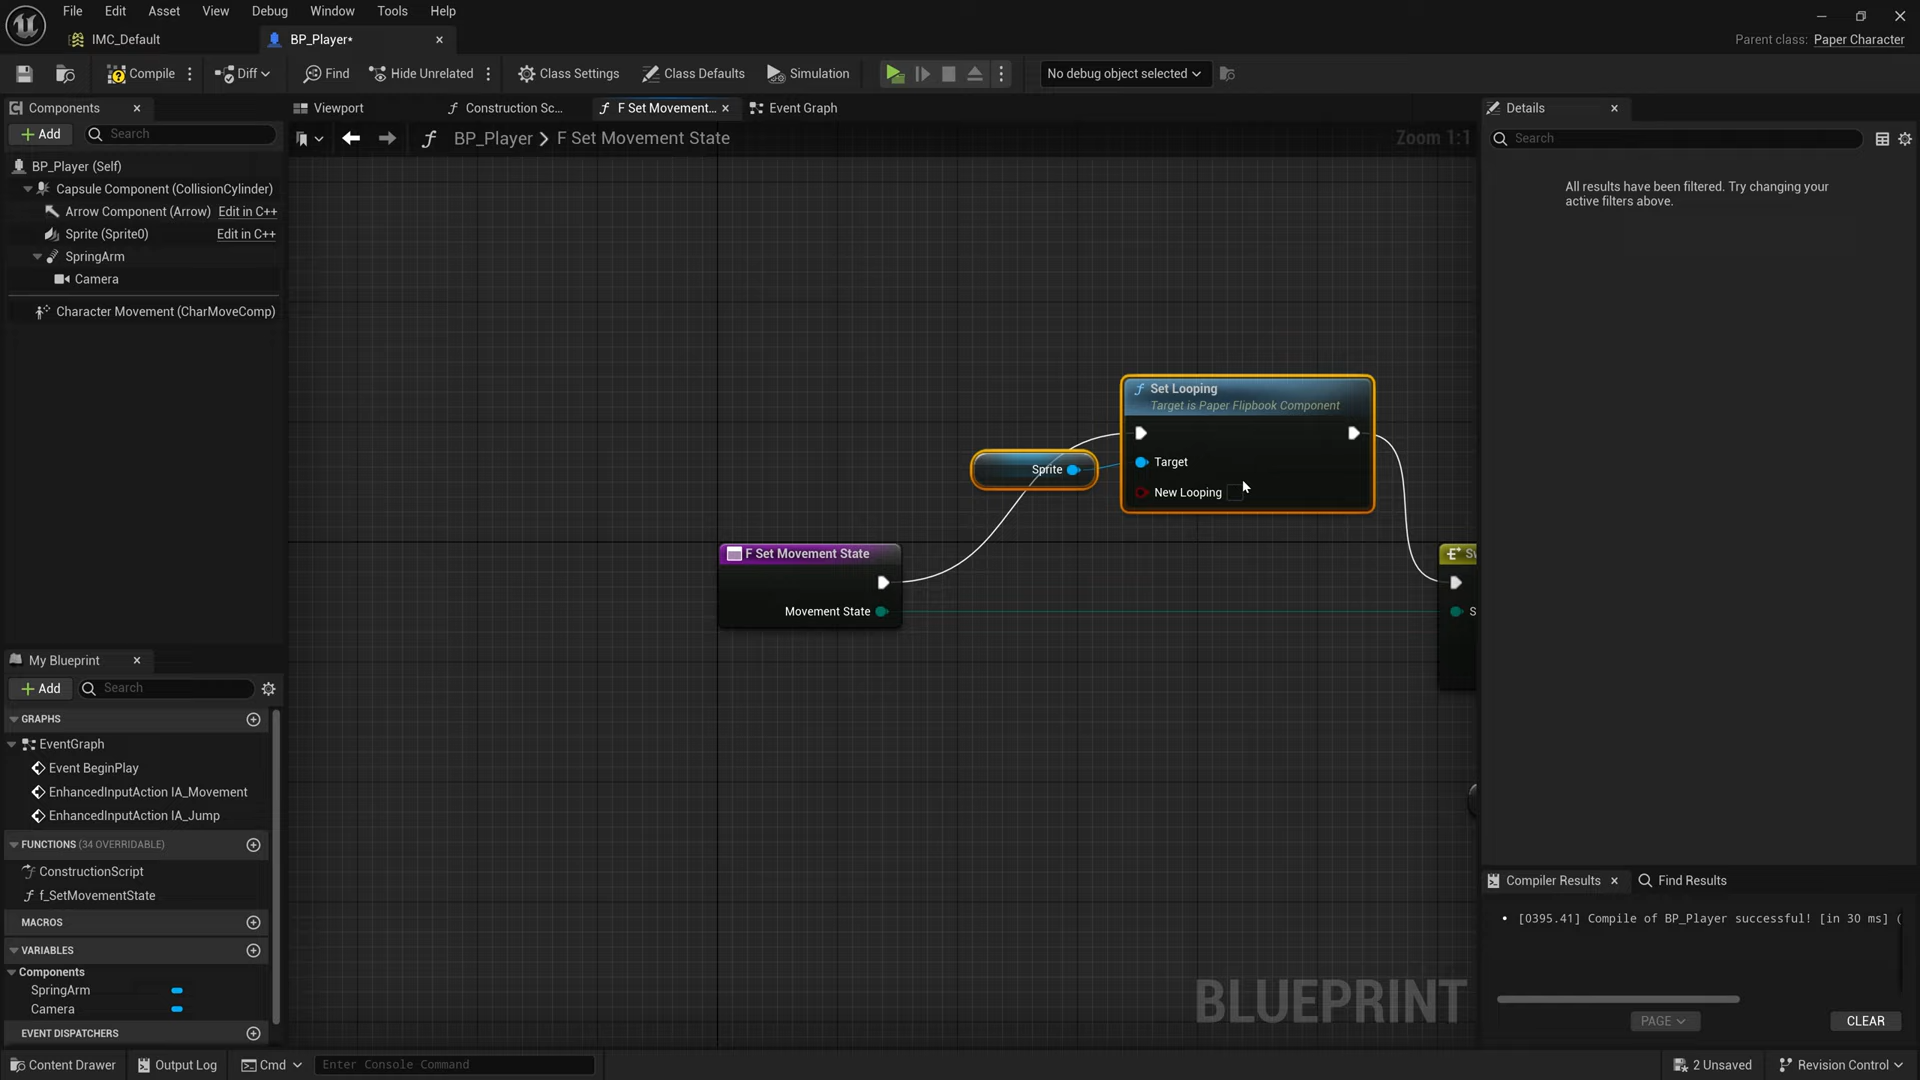 File Edit Asset View Debug Window Tools Help
IMC_Default
BP_Player*
Parent class: Paper Character
Compile
Diff
Find
Hide Unrelated
Class Settings
Class Defaults
Simulation
No debug object selected
Components
Add
Search
BP_Player (Self)
Capsule Component (CollisionCylinder)
Arrow Component (Arrow) Edit in C++
Sprite (Sprite0) Edit in C++
SpringArm
Camera
Character Movement (CharMoveComp)
Viewport
Construction Sc...
F Set Movement...
Event Graph
BP_Player > F Set Movement State
Zoom 1:1
Set Looping
Target is Paper Flipbook Component
Target
New Looping
Sprite
F Set Movement State
Movement State
Sw
S
BLUEPRINT
Details
Search
All results have been filtered. Try changing your
active filters above.
My Blueprint
Add
Search
GRAPHS
EventGraph
Event BeginPlay
EnhancedInputAction IA_Movement
EnhancedInputAction IA_Jump
FUNCTIONS (34 OVERRIDABLE)
ConstructionScript
f_SetMovementState
MACROS
VARIABLES
Components
SpringArm
Camera
EVENT DISPATCHERS
Compiler Results
Find Results
[0395.41] Compile of BP_Player successful! [in 30 ms] (
PAGE
CLEAR
Content Drawer
Output Log
Cmd
Enter Console Command
2 Unsaved
Revision Control